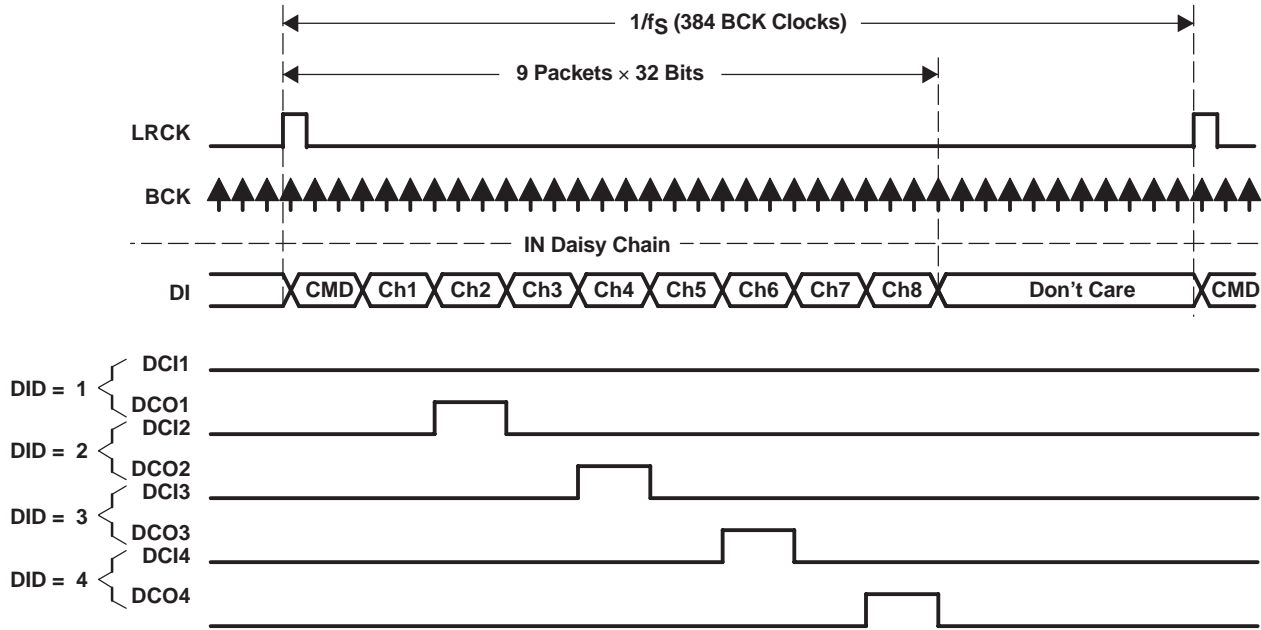 1/fS (384 BCK Clocks)
9 Packets × 32 Bits
LRCK
BCK
IN Daisy Chain
DI CMD Ch1 Ch2 Ch3 Ch4 Ch5 Ch6 Ch7 Ch8 Don't Care CMD
DCI1
DID = 1
DCO1
DCI2
DID = 2
DCO2
DCI3
DID = 3
DCO3
DCI4
DID = 4
DCO4